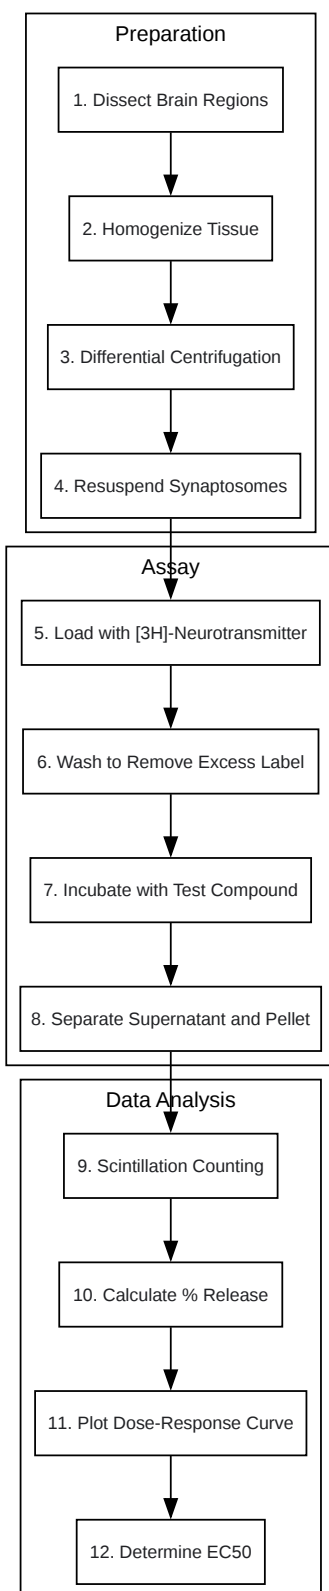 Preparation
1. Dissect Brain Regions
2. Homogenize Tissue
3. Differential Centrifugation
4. Resuspend Synaptosomes
Assay
5. Load with [3H]-Neurotransmitter
6. Wash to Remove Excess Label
7. Incubate with Test Compound
8. Separate Supernatant and Pellet
Data Analysis
9. Scintillation Counting
10. Calculate % Release
11. Plot Dose-Response Curve
12. Determine EC50